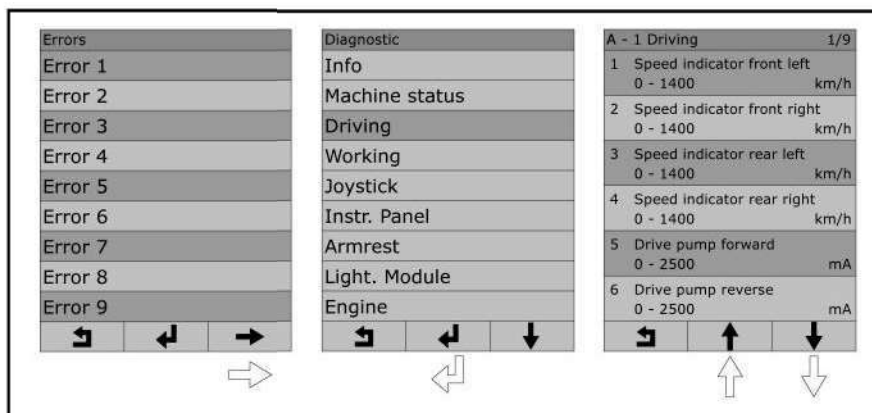 Errors
Error 1
Error 2
Error 3
Error 4
Error 5
Error 6
Error 7
Error 8
Error 9
Diagnostic
Info
Machine status
Driving
Working
Joystick
Instr. Panel
Armrest
Light. Module
Engine
A - 1 Driving 1/9
1 Speed indicator front left
0 - 1400 km/h
2 Speed indicator front right
0 - 1400 km/h
3 Speed indicator rear left
0 - 1400 km/h
4 Speed indicator rear right
0 - 1400 km/h
5 Drive pump forward
0 - 2500 mA
6 Drive pump reverse
0 - 2500 mA